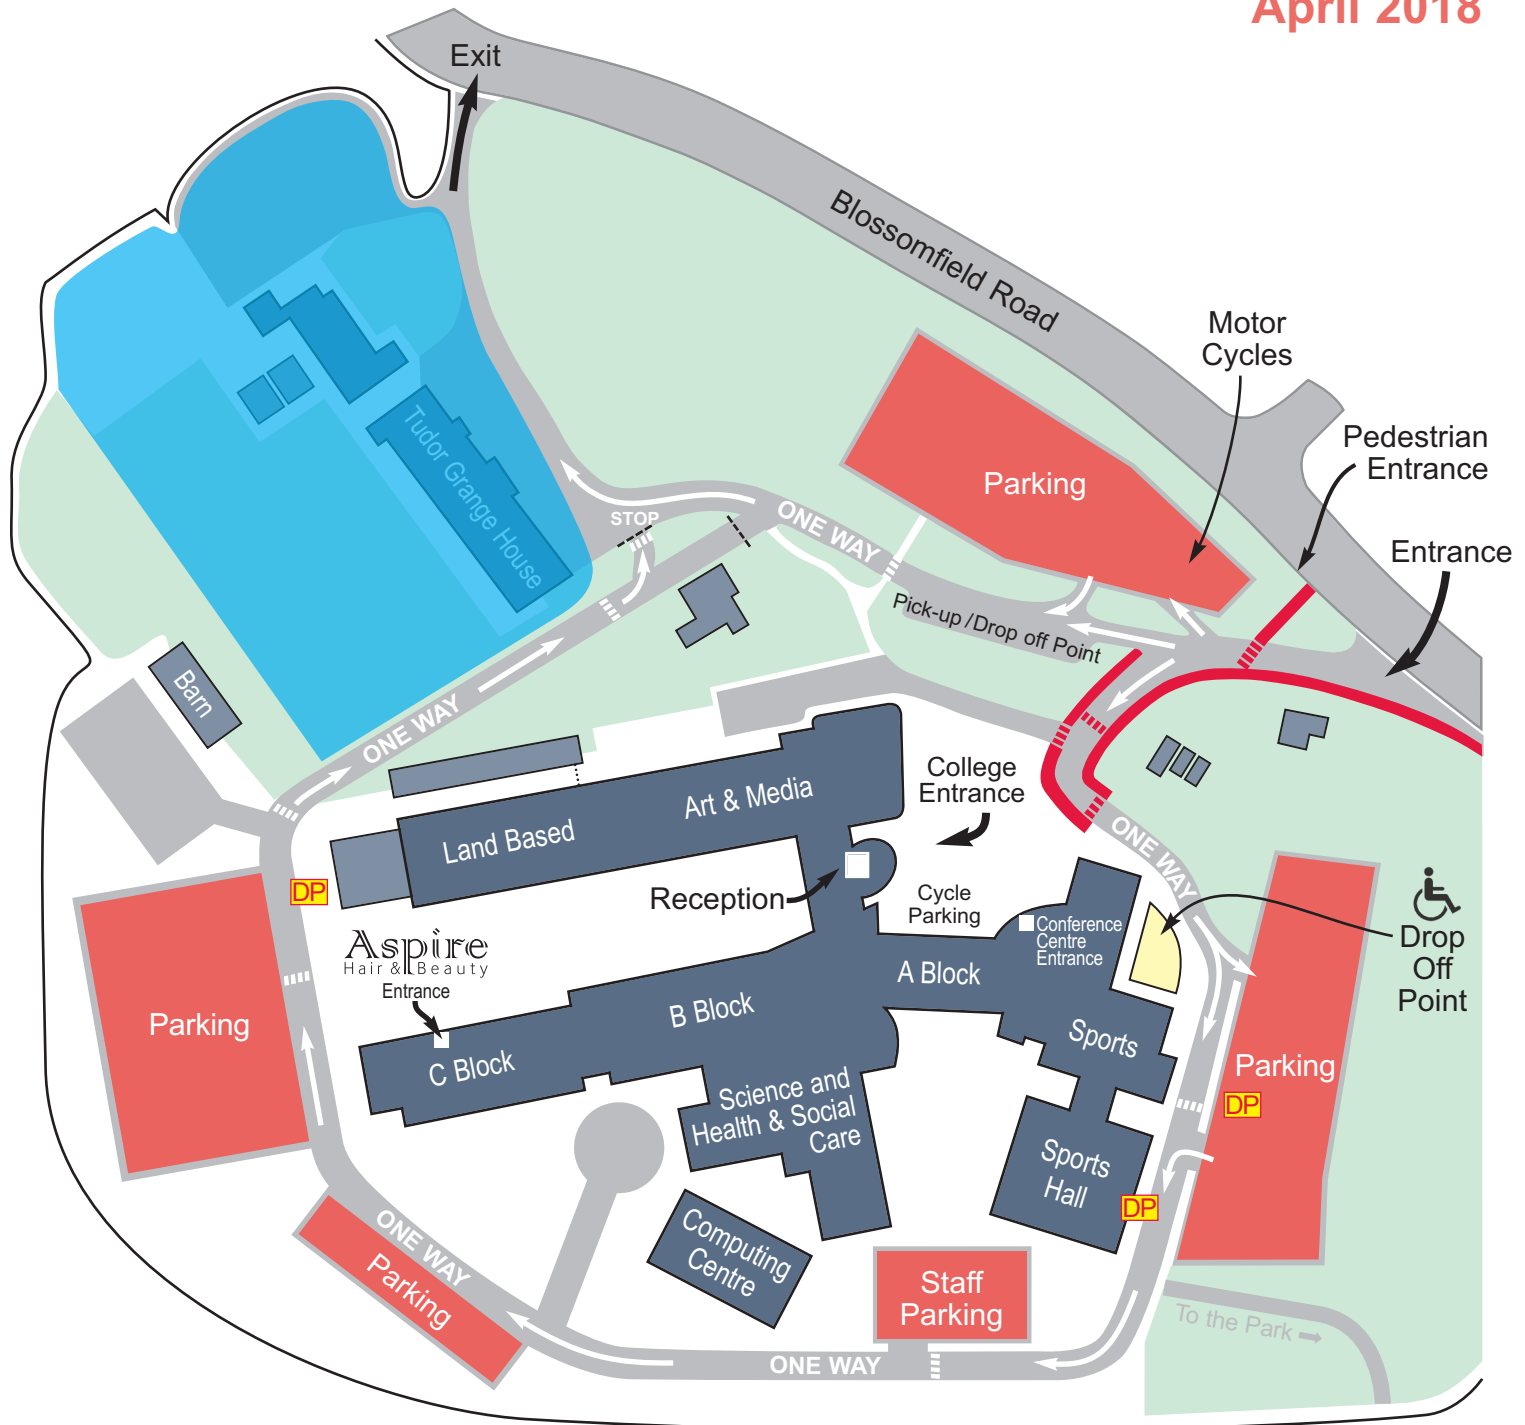 April 2018
Exit
Blossomfield Road
Motor
Cycles
Pedestrian
Entrance
Entrance
Parking
Tudor Grange House
STOP
ONE WAY
Pick-up / Drop off Point
Barn
ONE WAY
College
Entrance
Art & Media
Land Based
ONE WAY
Reception
Cycle
Parking
Conference
Centre
Entrance
Drop
Off
Point
DP
Aspire
Hair & Beauty
Entrance
A Block
B Block
C Block
Parking
Sports
Parking
DP
Science and
Health & Social
Care
Sports
Hall
DP
Computing
Centre
ONE WAY
Parking
Staff
Parking
To the Park
ONE WAY